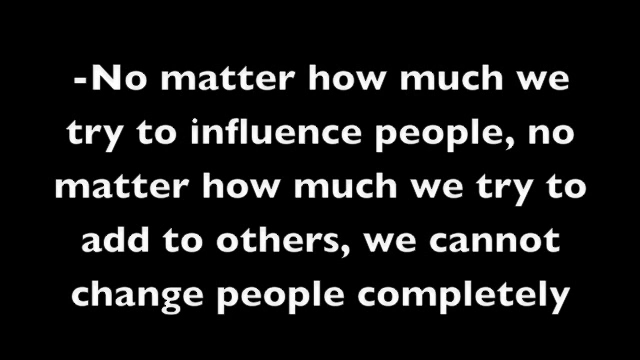 -No matter how much we
try to influence people, no
matter how much we try to
add to others, we cannot
change people completely